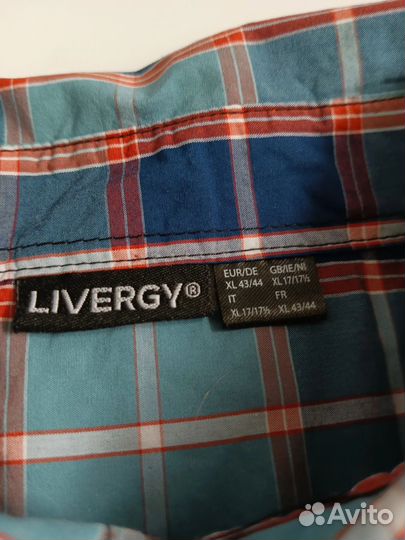 LIVERGY®
EUR/DE GB/IE/NI
XL 43/44 XL 17/17½
IT FR
XL 17/17½ XL 43/44
Avito